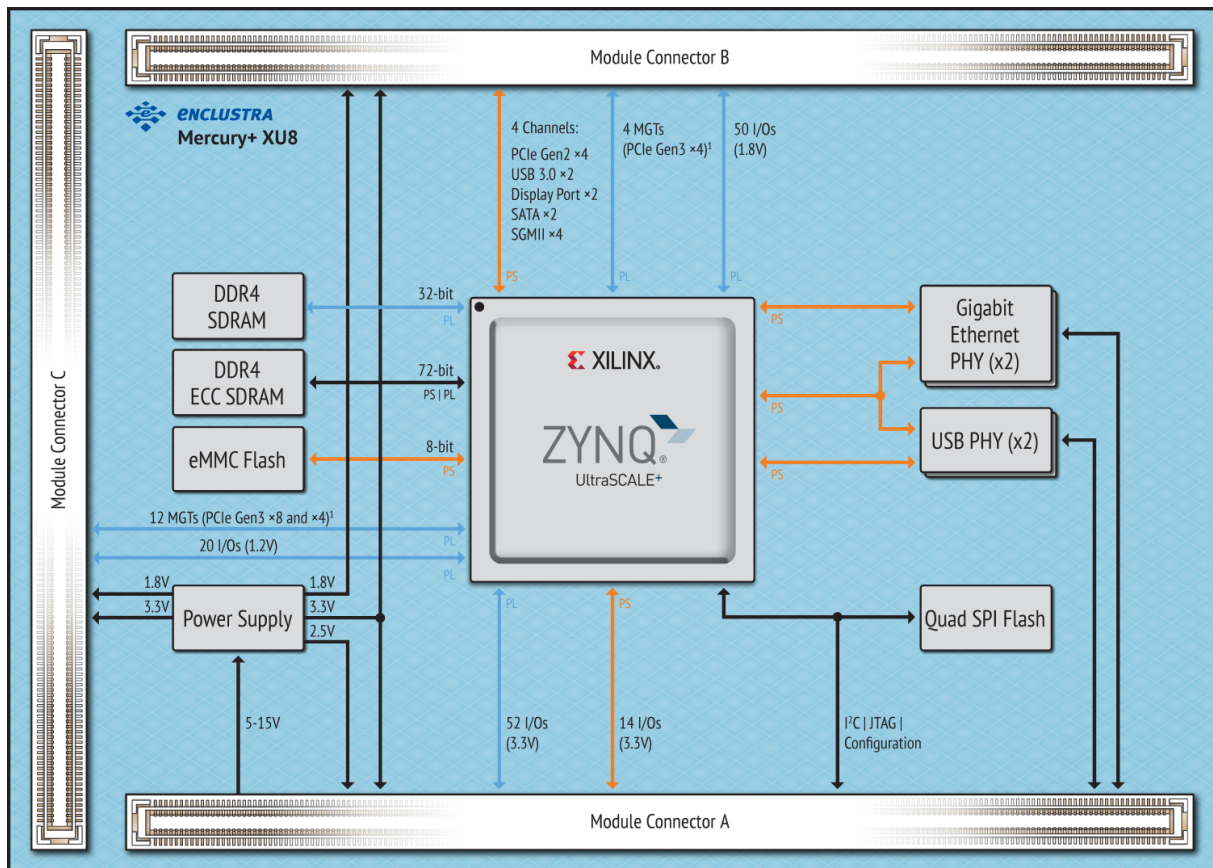 Module Connector B
ENCLUSTRA
Mercury+ XU8
4 Channels:
PCIe Gen2 ×4
USB 3.0 ×2
Display Port ×2
SATA ×2
SGMII ×4
PS
4 MGTs
(PCIe Gen3 ×4)¹
PL
50 I/Os
(1.8V)
PL
Module Connector C
DDR4
SDRAM
32-bit
PL
DDR4
ECC SDRAM
72-bit
PS | PL
eMMC Flash
8-bit
PS
12 MGTs (PCIe Gen3 ×8 and ×4)¹
PL
20 I/Os (1.2V)
PL
XILINX®
ZYNQ®
UltraSCALE+
PS
Gigabit
Ethernet
PHY (x2)
PS
USB PHY (x2)
PS
1.8V
3.3V
Power Supply
1.8V
3.3V
2.5V
5-15V
PL
52 I/Os
(3.3V)
PS
14 I/Os
(3.3V)
Quad SPI Flash
I²C | JTAG |
Configuration
Module Connector A